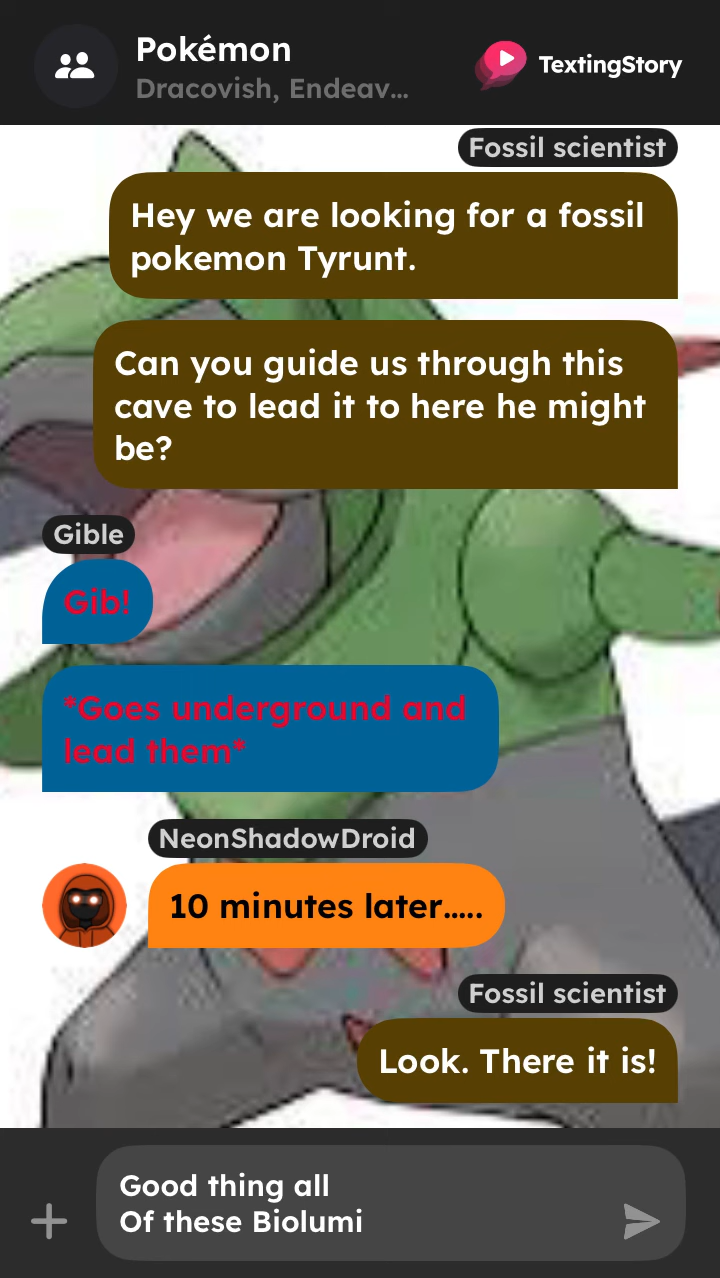 Pokémon
Dracovish, Endeav...
TextingStory
Fossil scientist
Hey we are looking for a fossil
pokemon Tyrunt.
Can you guide us through this
cave to lead it to here he might
be?
Gible
Gib!
*Goes underground and
lead them*
NeonShadowDroid
10 minutes later.....
Fossil scientist
Look. There it is!
Good thing all
Of these Biolumi